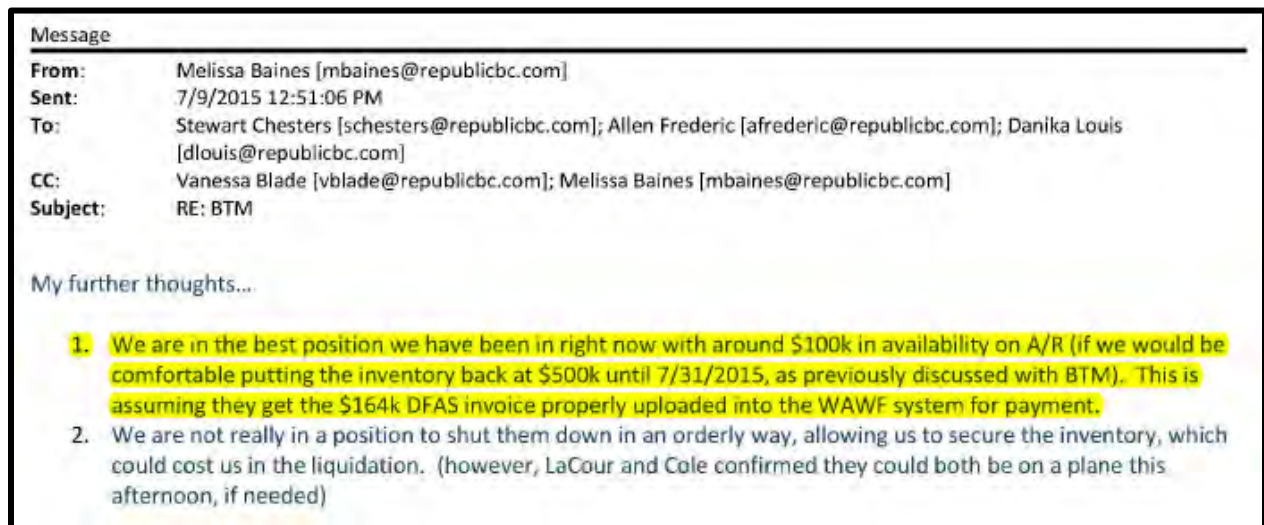 Message
From: Melissa Baines [mbaines@republicbc.com]
Sent: 7/9/2015 12:51:06 PM
To: Stewart Chesters [schesters@republicbc.com]; Allen Frederic [afrederic@republicbc.com]; Danika Louis
[dlouis@republicbc.com]
CC: Vanessa Blade [vblade@republicbc.com]; Melissa Baines [mbaines@republicbc.com]
Subject: RE: BTM
My further thoughts...
1. We are in the best position we have been in right now with around $100k in availability on A/R (if we would be
comfortable putting the inventory back at $500k until 7/31/2015, as previously discussed with BTM). This is
assuming they get the $164k DFAS invoice properly uploaded into the WAWF system for payment.
2. We are not really in a position to shut them down in an orderly way, allowing us to secure the inventory, which
could cost us in the liquidation. (however, LaCour and Cole confirmed they could both be on a plane this
afternoon, if needed)